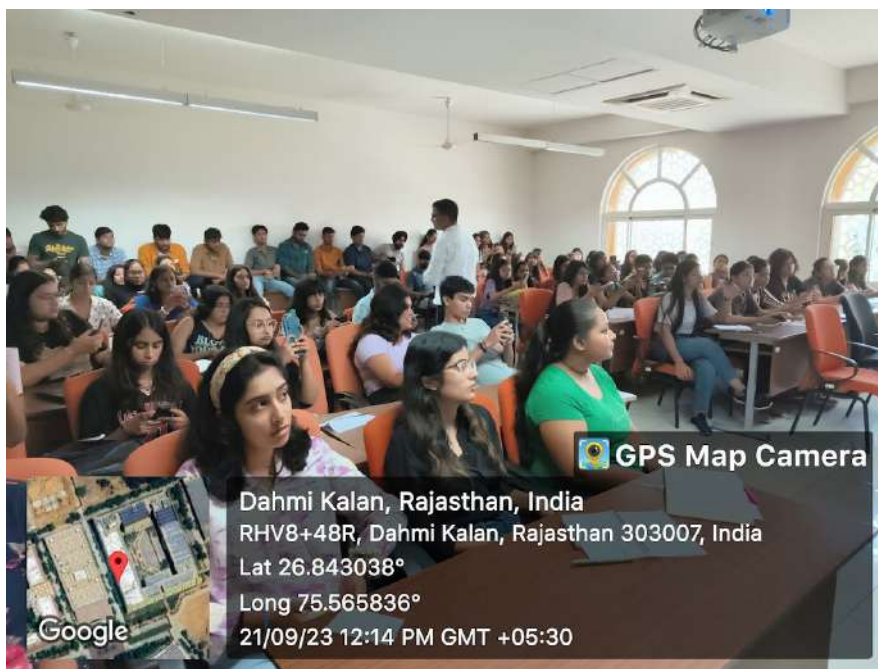 GPS Map Camera
Dahmi Kalan, Rajasthan, India
RHV8+48R, Dahmi Kalan, Rajasthan 303007, India
Lat 26.843038°
Long 75.565836°
21/09/23 12:14 PM GMT +05:30
Google